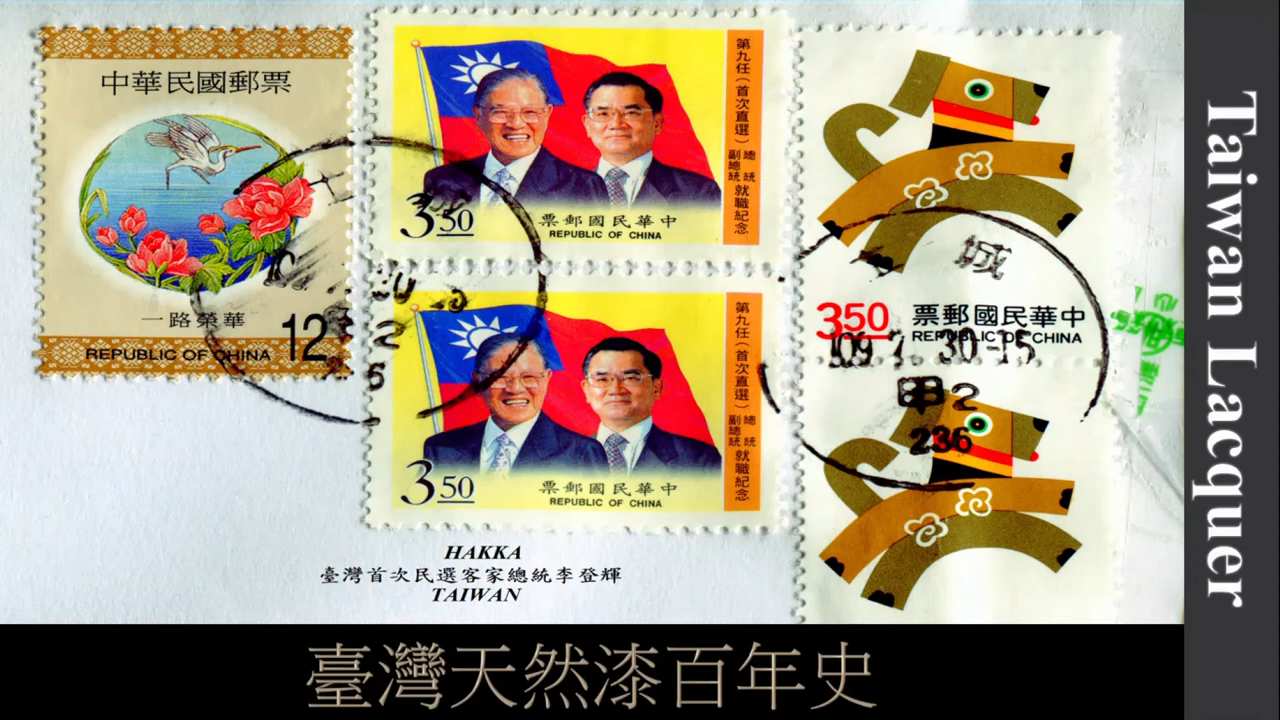 中華民國郵票
一路榮華
REPUBLIC OF CHINA 12
第九任(首次直選)總統副總統就職紀念
3.50
票郵國民華中
REPUBLIC OF CHINA
第九任(首次直選)總統副總統就職紀念
3.50
票郵國民華中
REPUBLIC OF CHINA
城
3.50
票郵國民華中
REPUBLIC OF CHINA
109.7.30-15
甲2
236
HAKKA
臺灣首次民選客家總統李登輝
TAIWAN
Taiwan Lacquer
臺灣天然漆百年史